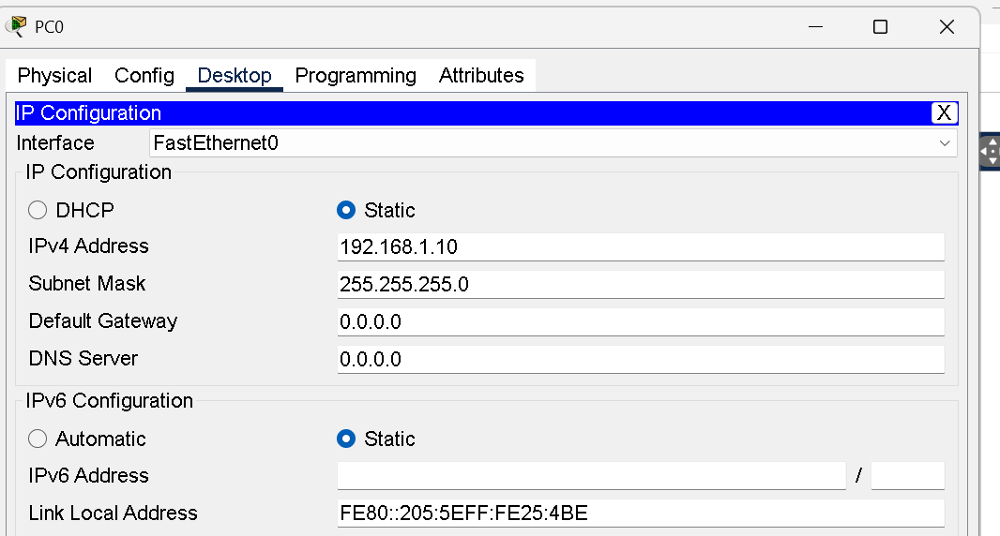 PC0
Physical Config Desktop Programming Attributes
IP Configuration X
Interface FastEthernet0
IP Configuration
DHCP Static
IPv4 Address 192.168.1.10
Subnet Mask 255.255.255.0
Default Gateway 0.0.0.0
DNS Server 0.0.0.0
IPv6 Configuration
Automatic Static
IPv6 Address /
Link Local Address FE80::205:5EFF:FE25:4BE